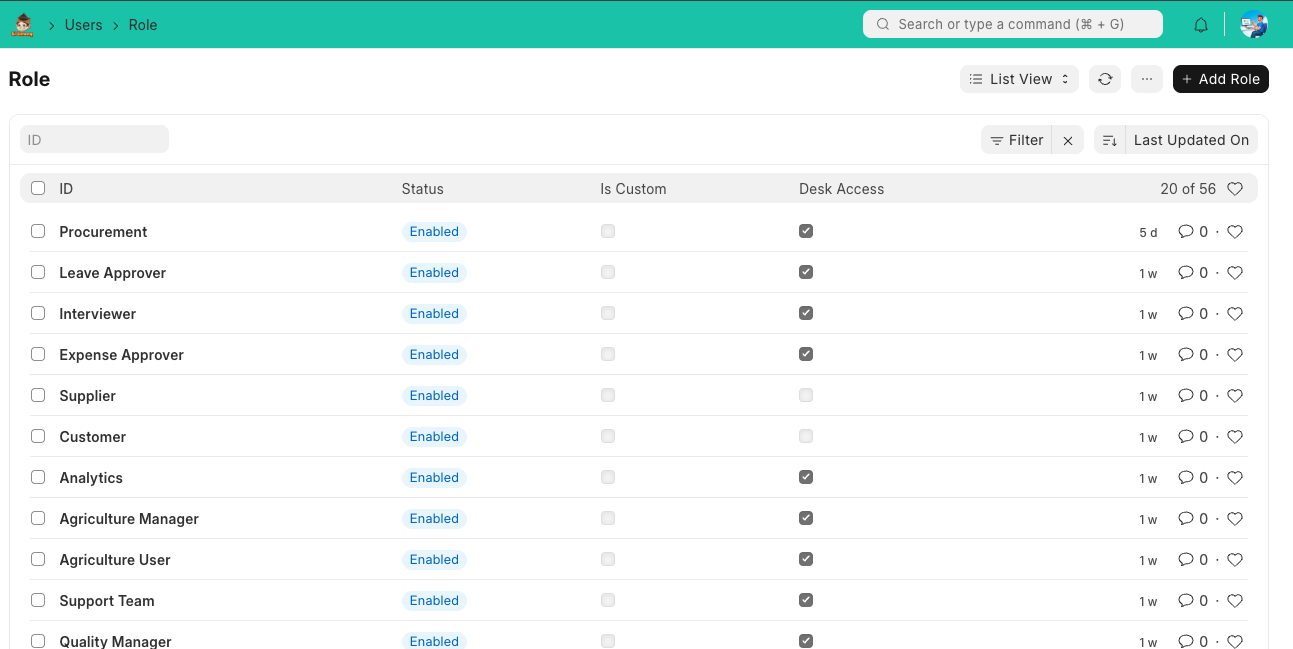 Users Role
Search or type a command (⌘ + G)
Role
List View
+ Add Role
ID
Filter
Last Updated On
ID Status Is Custom Desk Access 20 of 56
Procurement Enabled 5 d 0 ·
Leave Approver Enabled 1 w 0 ·
Interviewer Enabled 1 w 0 ·
Expense Approver Enabled 1 w 0 ·
Supplier Enabled 1 w 0 ·
Customer Enabled 1 w 0 ·
Analytics Enabled 1 w 0 ·
Agriculture Manager Enabled 1 w 0 ·
Agriculture User Enabled 1 w 0 ·
Support Team Enabled 1 w 0 ·
Quality Manager Enabled 1 w 0 ·